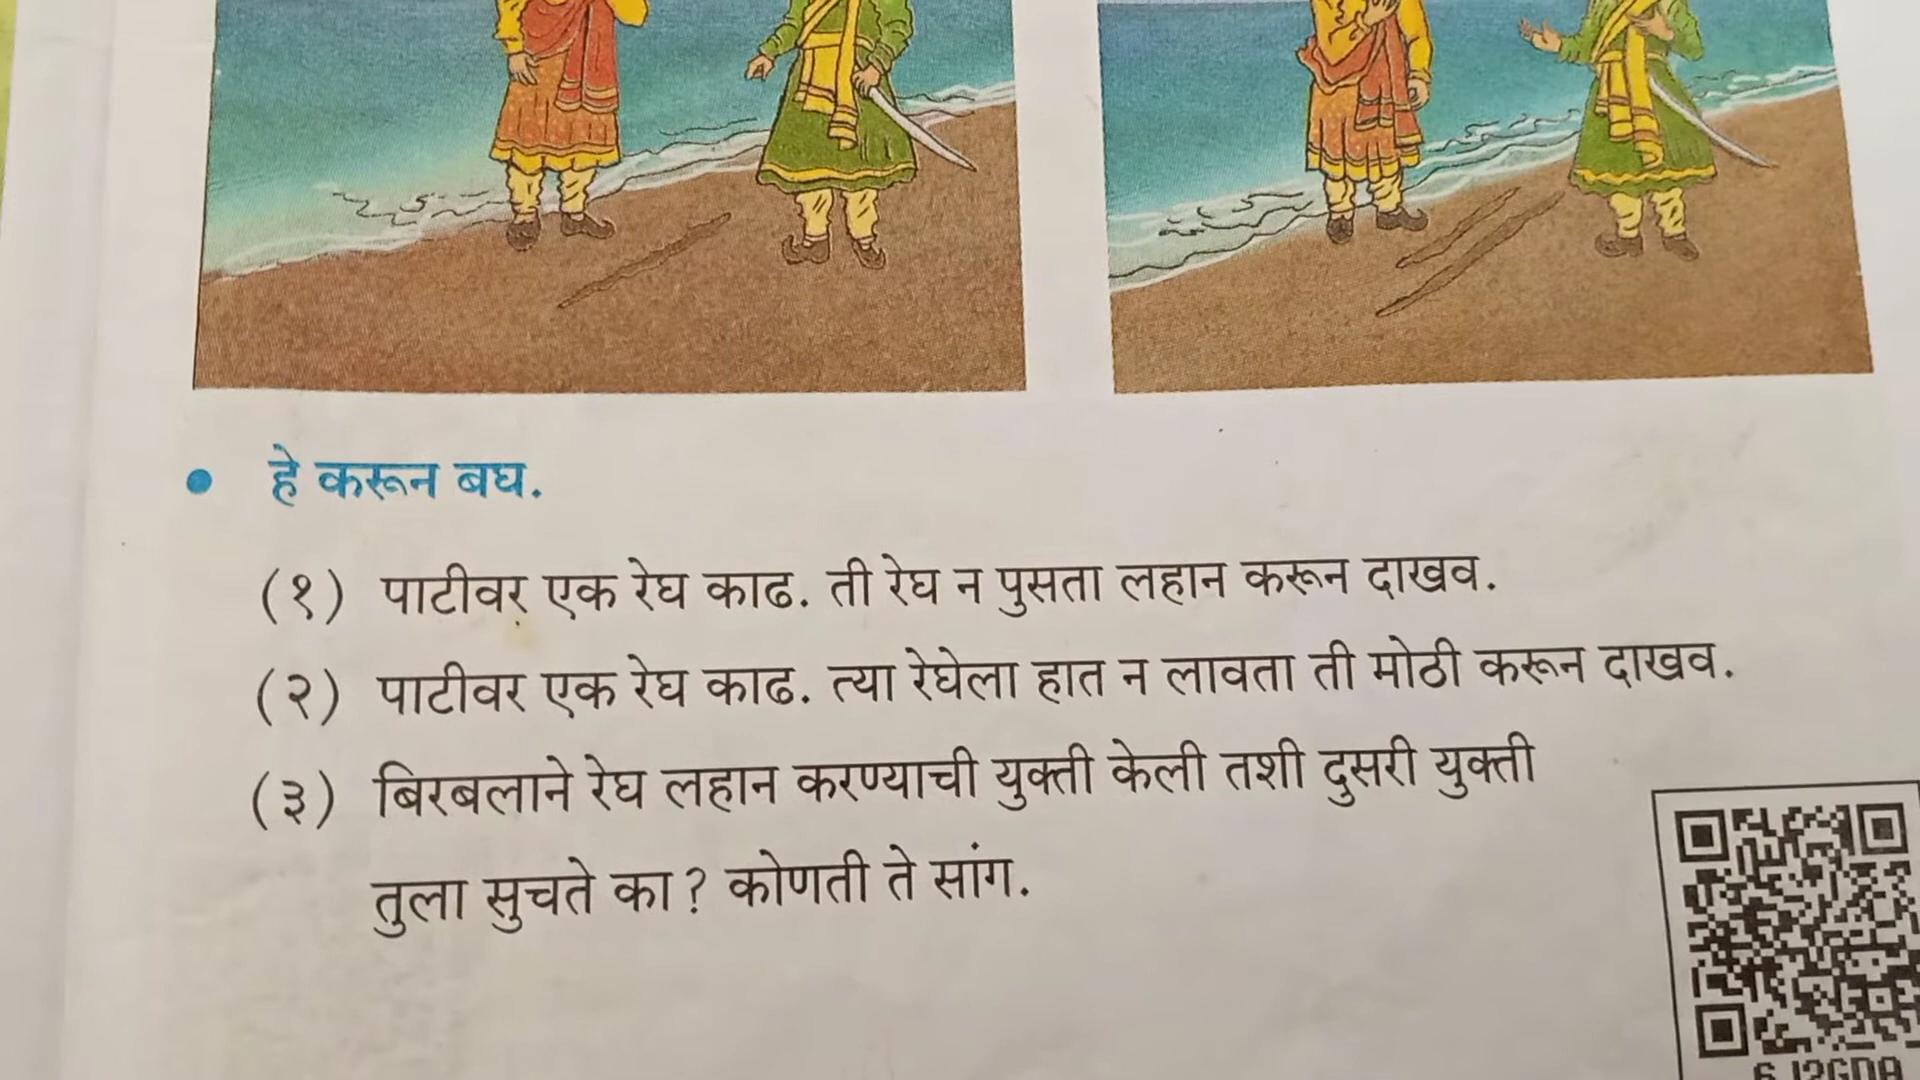 • हे करून बघ.
(१) पाटीवर एक रेघ काढ. ती रेघ न पुसता लहान करून दाखव.
(२) पाटीवर एक रेघ काढ. त्या रेघेला हात न लावता ती मोठी करून दाखव.
(३) बिरबलाने रेघ लहान करण्याची युक्ती केली तशी दुसरी युक्ती
तुला सुचते का? कोणती ते सांग.